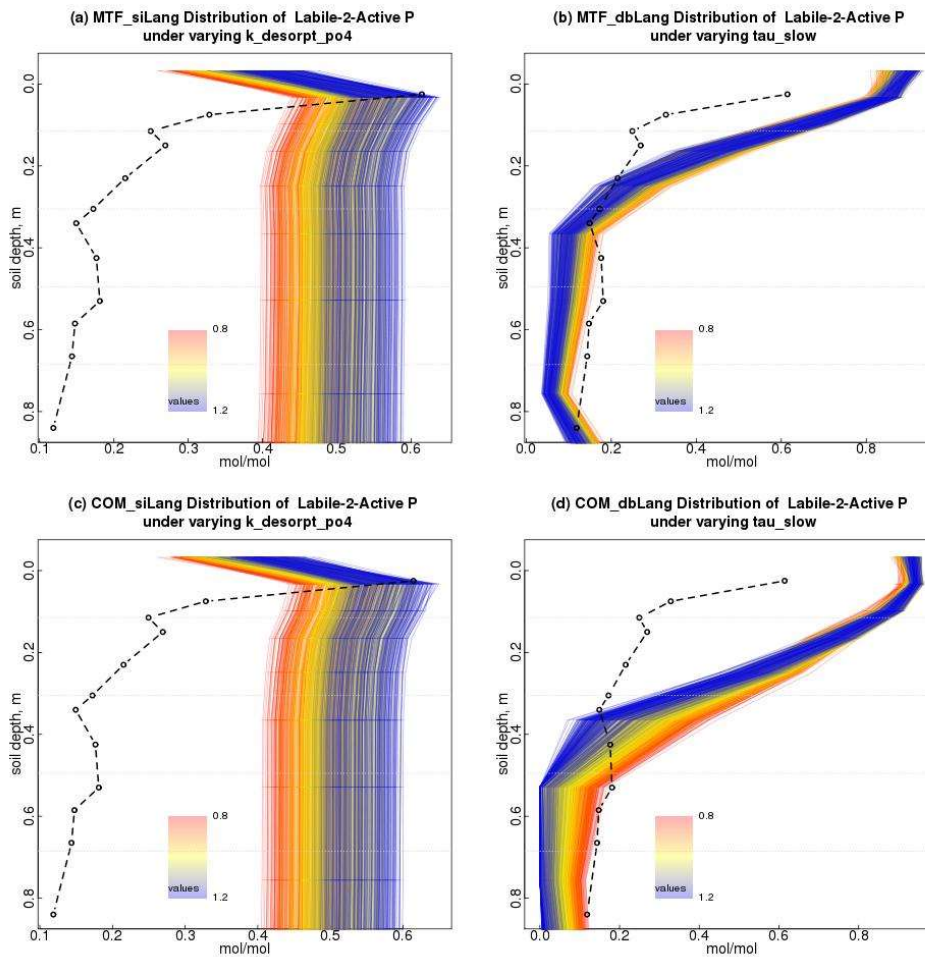 (a) MTF_siLang Distribution of Labile-2-Active P
under varying k_desorpt_po4
soil depth, m
0.0
0.2
0.4
0.6
0.8
0.8
values
1.2
0.1 0.2 0.3 0.4 0.5 0.6
mol/mol
(b) MTF_dbLang Distribution of Labile-2-Active P
under varying tau_slow
soil depth, m
0.0
0.2
0.4
0.6
0.8
0.8
values
1.2
0.0 0.2 0.4 0.6 0.8
mol/mol
(c) COM_siLang Distribution of Labile-2-Active P
under varying k_desorpt_po4
soil depth, m
0.0
0.2
0.4
0.6
0.8
0.8
values
1.2
0.1 0.2 0.3 0.4 0.5 0.6
mol/mol
(d) COM_dbLang Distribution of Labile-2-Active P
under varying tau_slow
soil depth, m
0.0
0.2
0.4
0.6
0.8
0.8
values
1.2
0.0 0.2 0.4 0.6 0.8
mol/mol